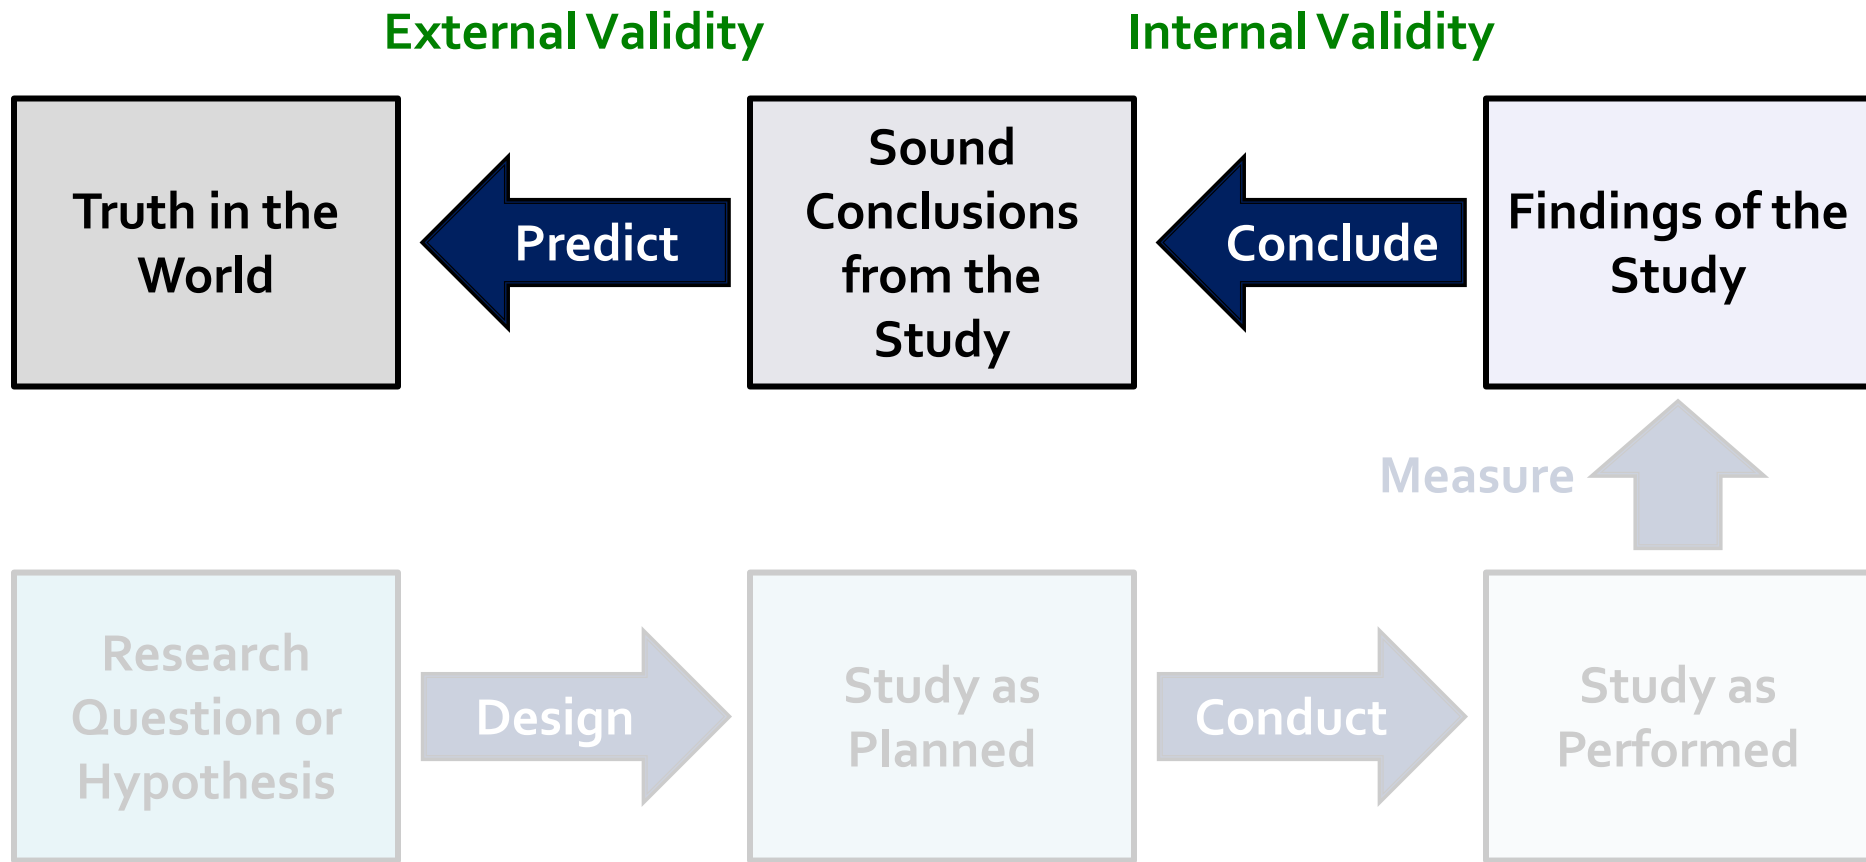 External Validity
Internal Validity
Truth in the
World
Predict
Sound
Conclusions
from the
Study
Conclude
Findings of the
Study
Measure
Research
Question or
Hypothesis
Design
Study as
Planned
Conduct
Study as
Performed